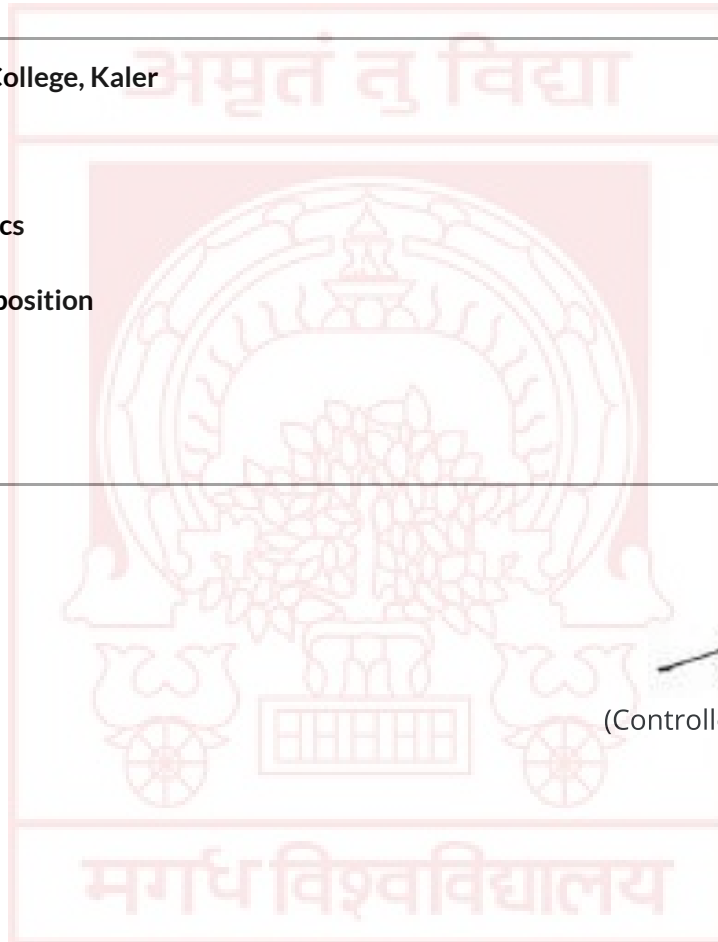 अमृतं तु विद्या
College, Kaler
cs
position
(Controll
मगध विश्वविद्यालय